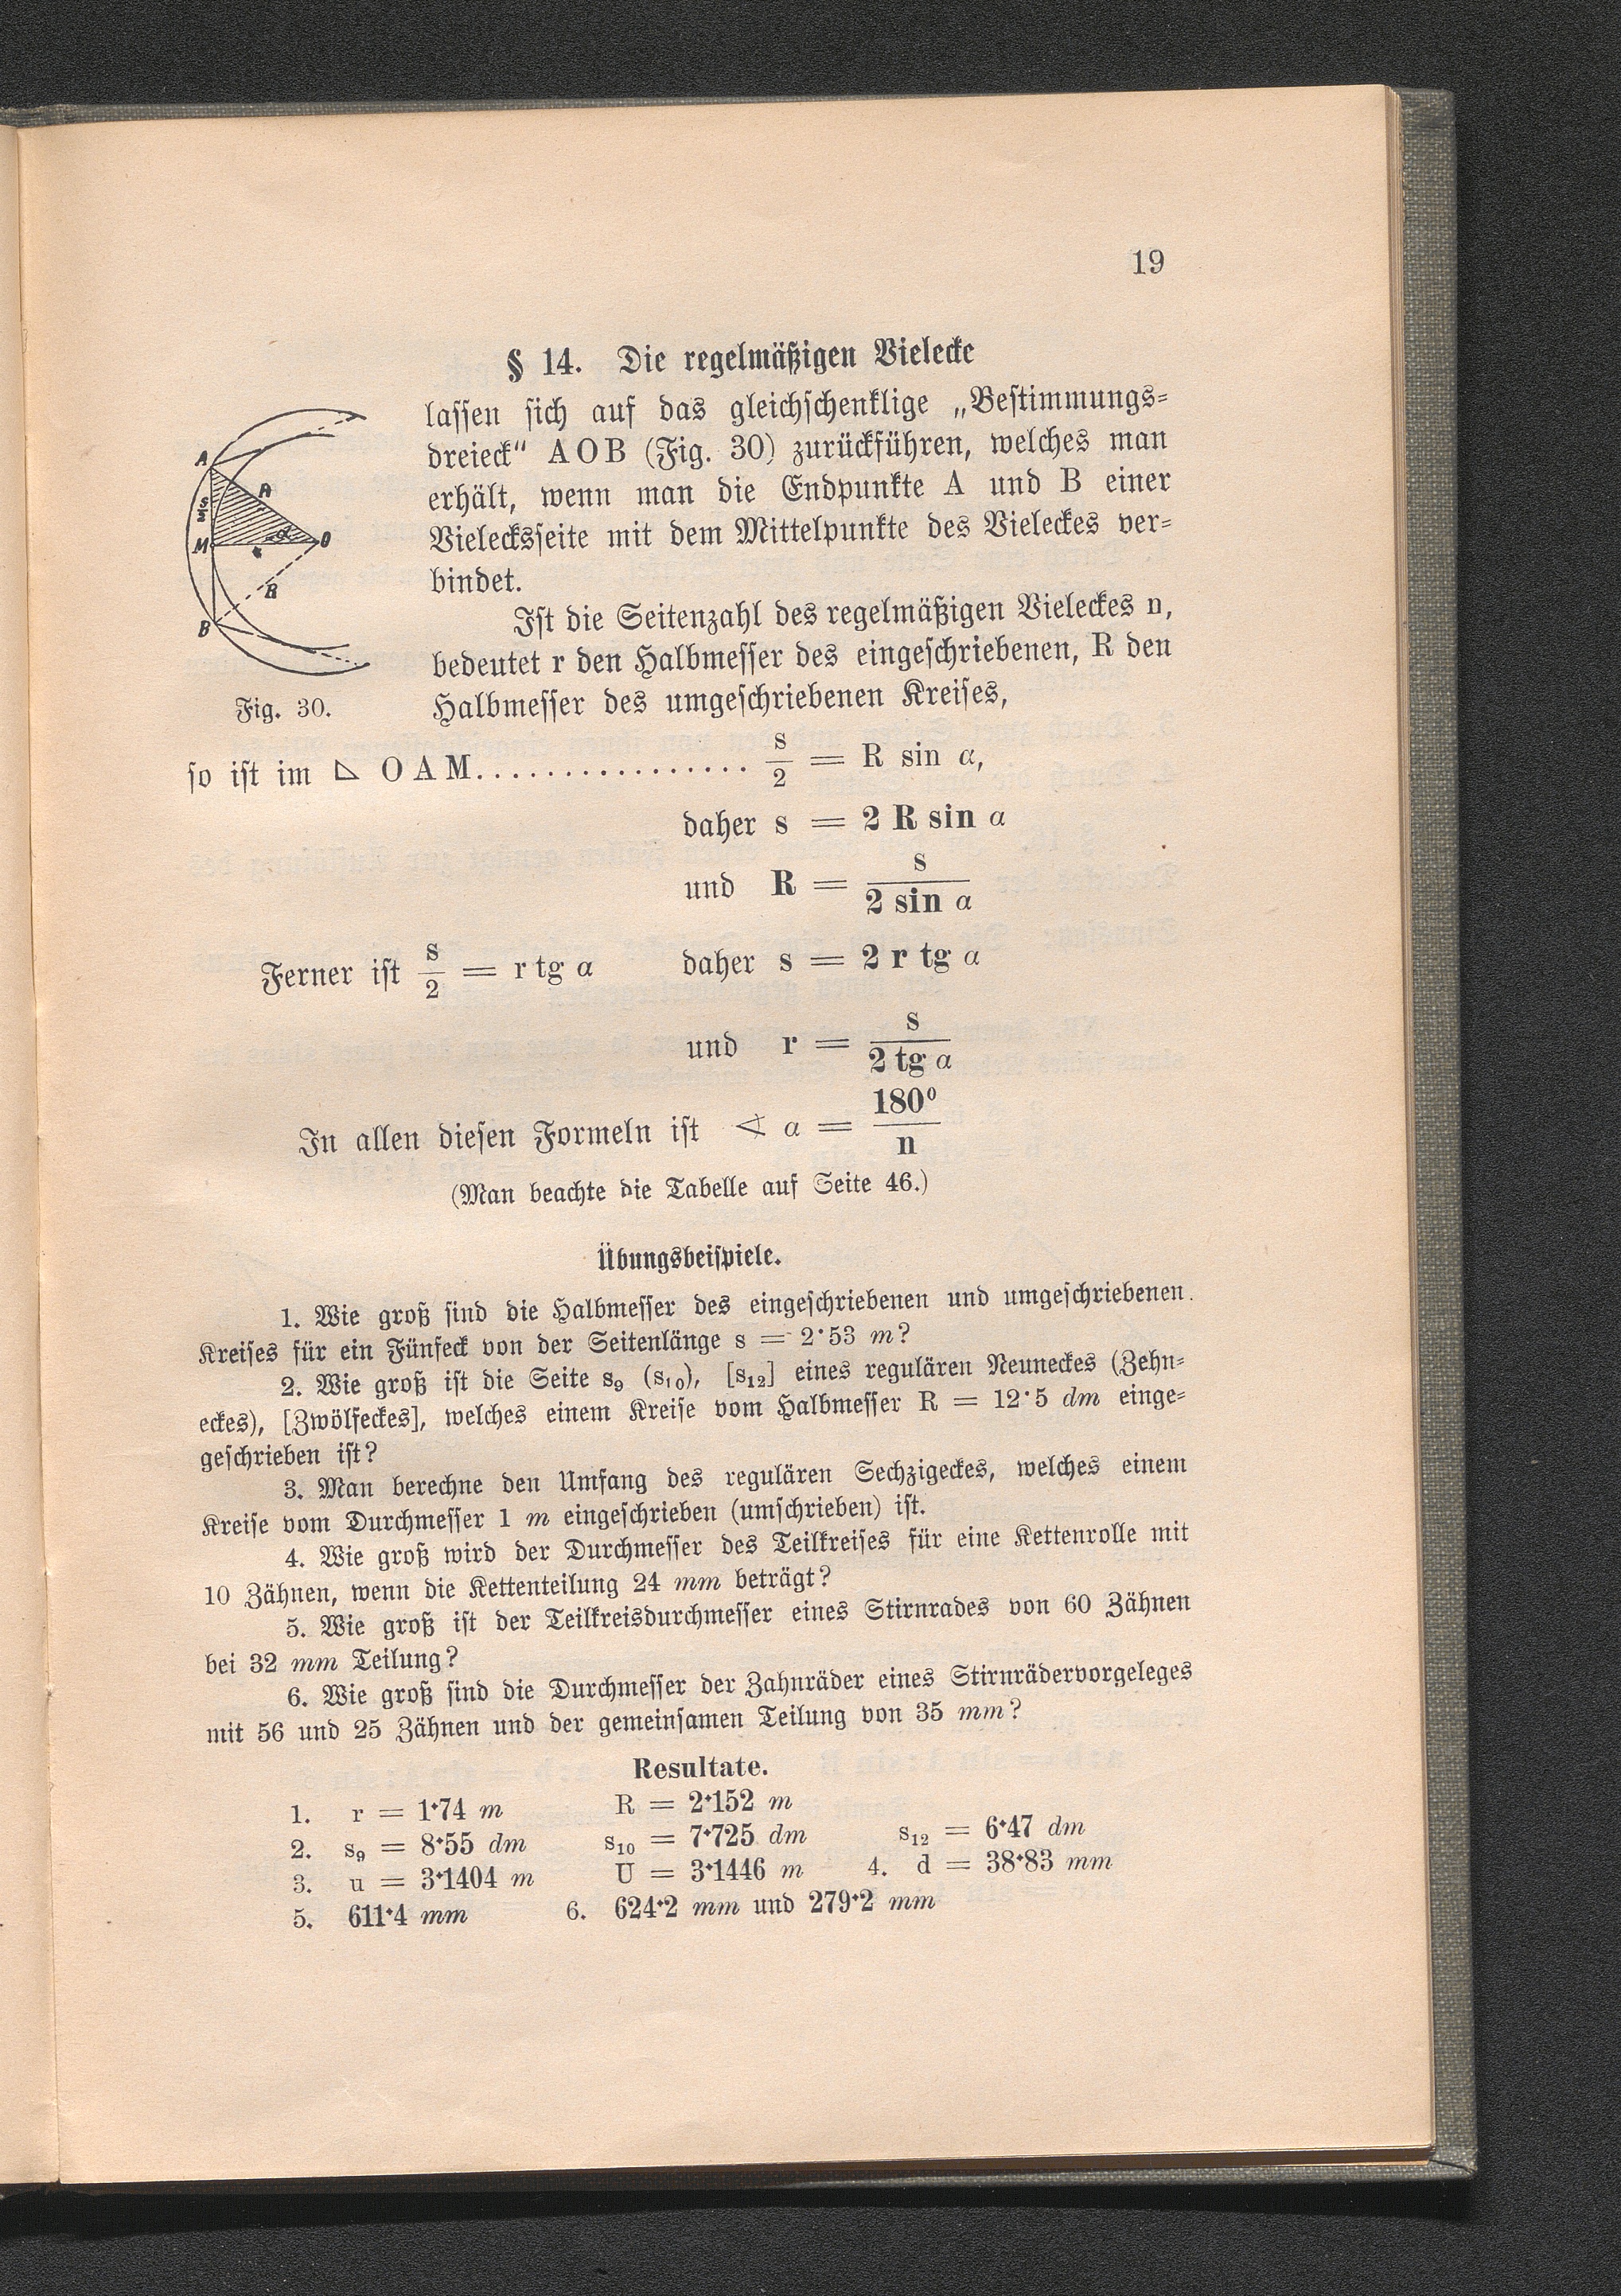 19
§ 14. Die regelmäßigen Vielecke
lassen sich auf das gleichschenklige „Bestimmungs-
dreieck“ A O B (Fig. 30) zurückführen, welches man
erhält, wenn man die Endpunkte A und B einer
Vielecksseite mit dem Mittelpunkte des Vieleckes ver-
bindet.
Ist die Seitenzahl des regelmäßigen Vieleckes n,
bedeutet r den Halbmesser des eingeschriebenen, R den
Halbmesser des umgeschriebenen Kreises,
A
R
s/2
M
α
O
r
R
B
Fig. 30.
so ist im ⊿ O A M. . . . . . . . . . . . . . . . . s/2 = R sin α,
daher s = 2 R sin α
und R = s / 2 sin α
Ferner ist s/2 = r tg α daher s = 2 r tg α
und r = s / 2 tg α
In allen diesen Formeln ist ∢ α = 180⁰ / n
(Man beachte die Tabelle auf Seite 46.)
Übungsbeispiele.
1. Wie groß sind die Halbmesser des eingeschriebenen und umgeschriebenen
Kreises für ein Fünfeck von der Seitenlänge s = 2·53 m?
2. Wie groß ist die Seite s₉ (s₁₀), [s₁₂] eines regulären Neuneckes (Zehn-
eckes), [Zwölfeckes], welches einem Kreise vom Halbmesser R = 12·5 dm einge-
geschrieben ist?
3. Man berechne den Umfang des regulären Sechzigeckes, welches einem
Kreise vom Durchmesser 1 m eingeschrieben (umschrieben) ist.
4. Wie groß wird der Durchmesser des Teilkreises für eine Kettenrolle mit
10 Zähnen, wenn die Kettenteilung 24 mm beträgt?
5. Wie groß ist der Teilkreisdurchmesser eines Stirnrades von 60 Zähnen
bei 32 mm Teilung?
6. Wie groß sind die Durchmesser der Zahnräder eines Stirnrädervorgeleges
mit 56 und 25 Zähnen und der gemeinsamen Teilung von 35 mm?
Resultate.
1. r = 1·74 m R = 2·152 m
2. s₉ = 8·55 dm s₁₀ = 7·725 dm s₁₂ = 6·47 dm
3. u = 3·1404 m U = 3·1446 m 4. d = 38·83 mm
5. 611·4 mm 6. 624·2 mm und 279·2 mm